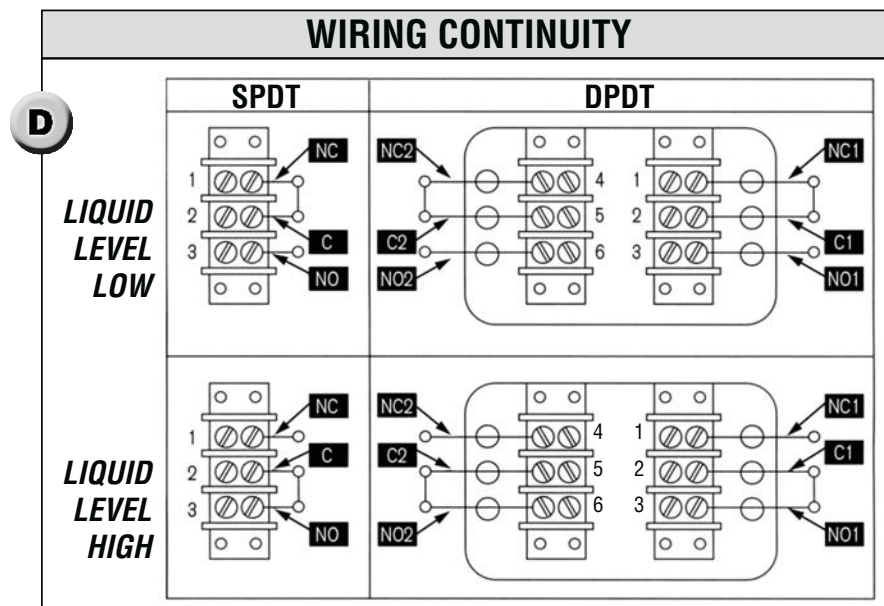 WIRING CONTINUITY
SPDT DPDT
D
LIQUID
LEVEL
LOW
NC NC2 NC1
1 4 1
2 5 2
C C2 C1
3 6 3
NO NO2 NO1
LIQUID
LEVEL
HIGH
NC NC2 NC1
1 4 1
C C2 C1
2 5 2
3 6 3
NO NO2 NO1